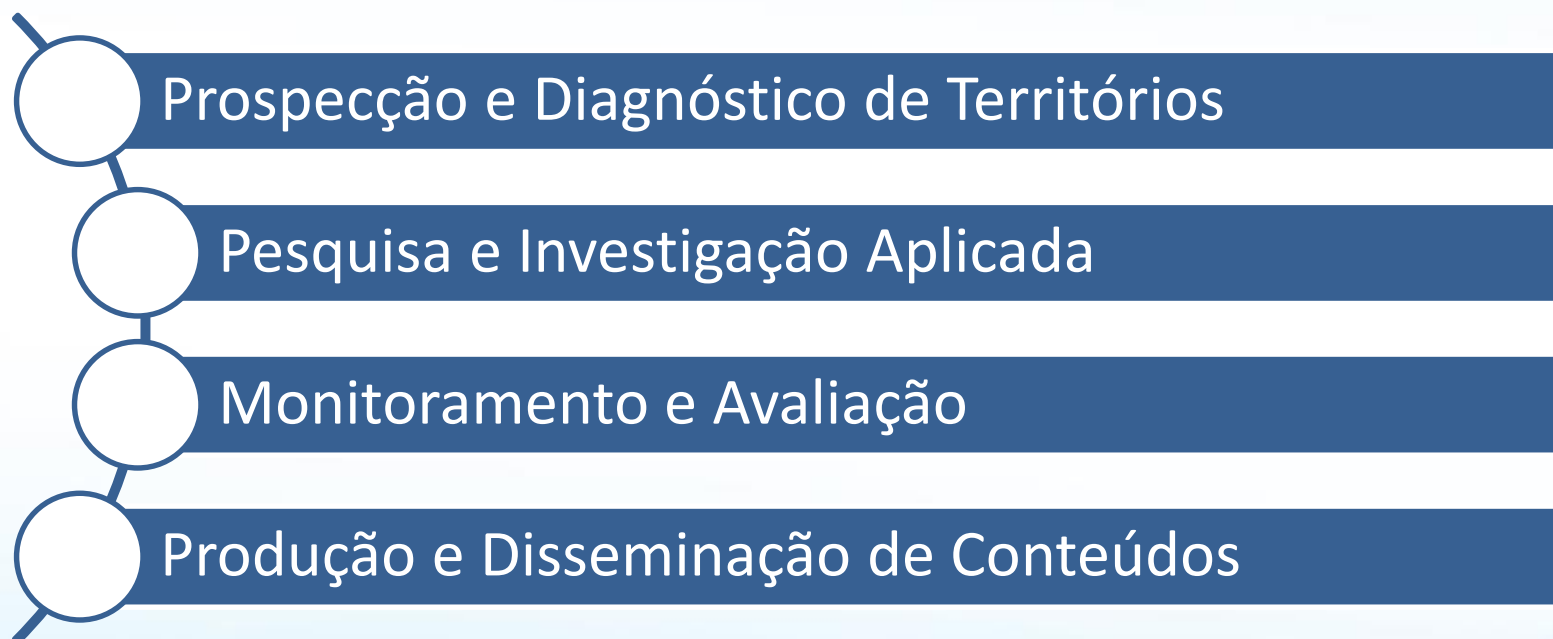 Prospecção e Diagnóstico de Territórios
Pesquisa e Investigação Aplicada
Monitoramento e Avaliação
Produção e Disseminação de Conteúdos